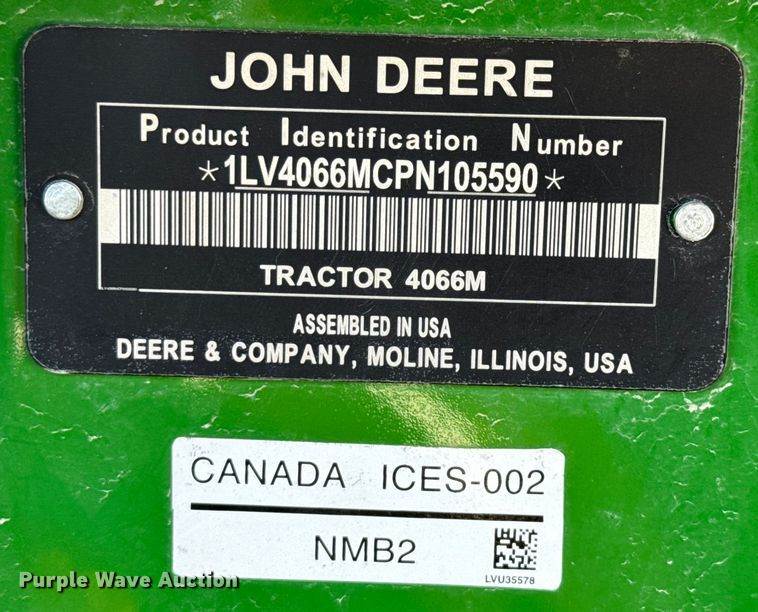 JOHN DEERE
Product Identification Number
*1LV4066MCPN105590*
TRACTOR 4066M
ASSEMBLED IN USA
DEERE & COMPANY, MOLINE, ILLINOIS, USA
CANADA ICES-002
NMB2
LVU35578
Purple Wave Auction